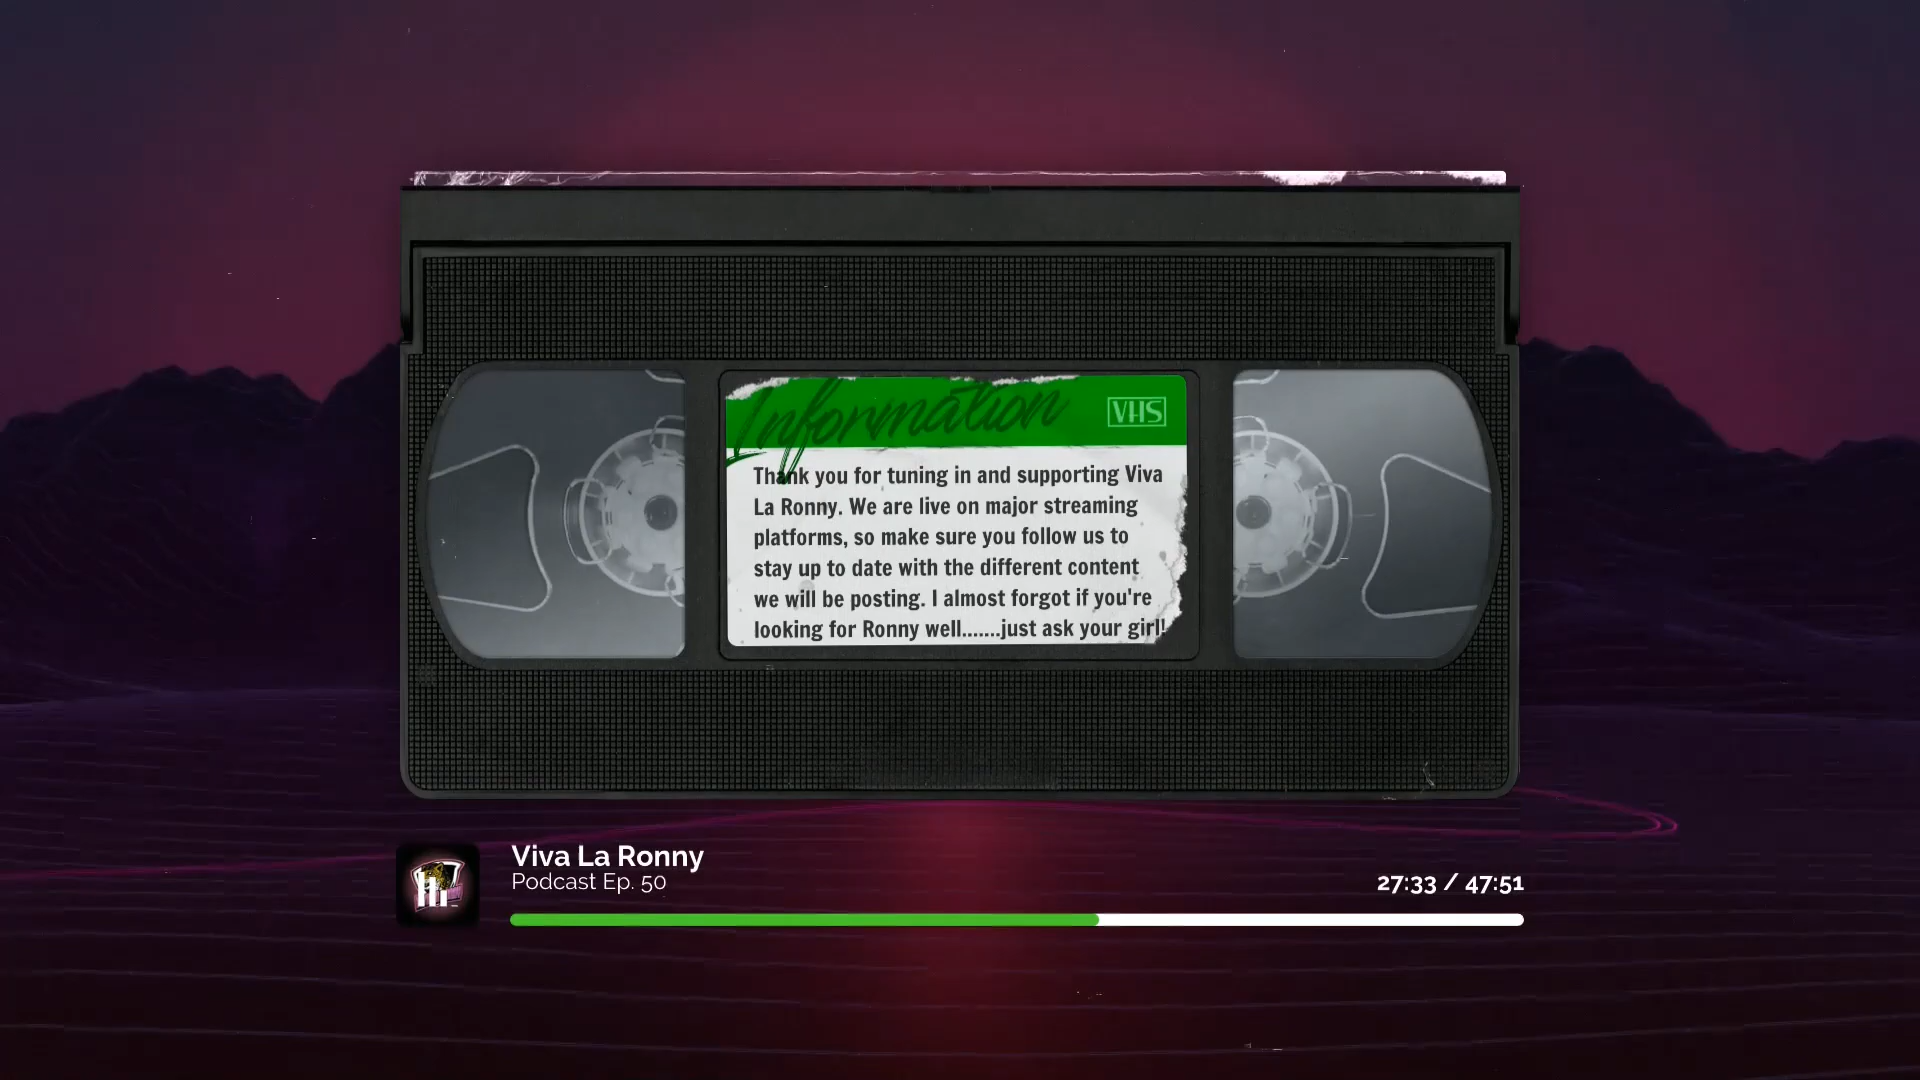 Information
VHS
Thank you for tuning in and supporting Viva
La Ronny. We are live on major streaming
platforms, so make sure you follow us to
stay up to date with the different content
we will be posting. I almost forgot if you're
looking for Ronny well.......just ask your girl!
Viva La Ronny
Podcast Ep. 50
27:33 / 47:51